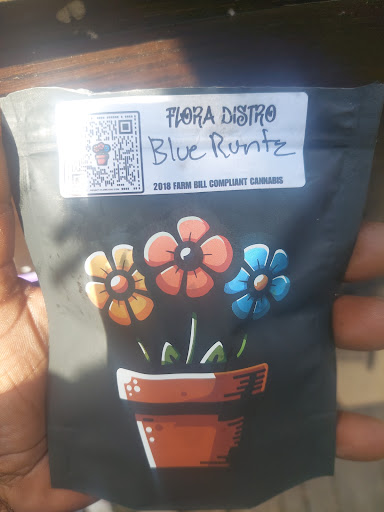 FLORA DISTRO
Blue Runtz
2018 FARM BILL COMPLIANT CANNABIS